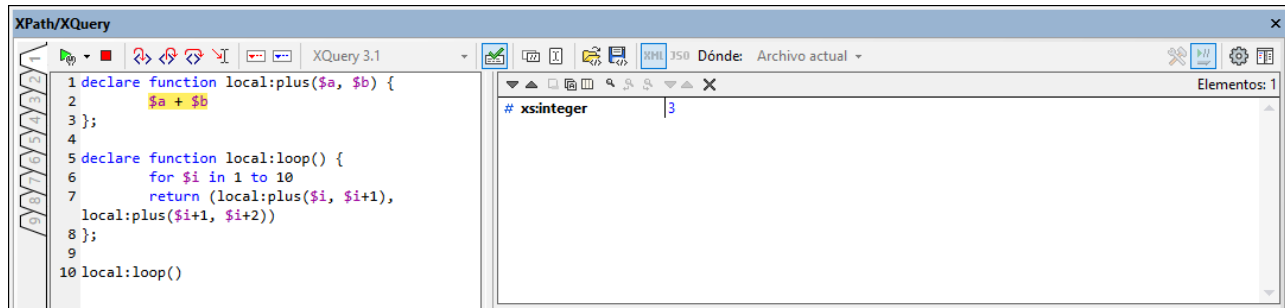 XPath/XQuery
XQuery 3.1
XML JSO Dónde: Archivo actual
1 declare function local:plus($a, $b) {
2 $a + $b
3 };
4
5 declare function local:loop() {
6 for $i in 1 to 10
7 return (local:plus($i, $i+1),
local:plus($i+1, $i+2))
8 };
9
10 local:loop()
Elementos: 1
# xs:integer 3
1
2
3
4
5
6
7
8
9